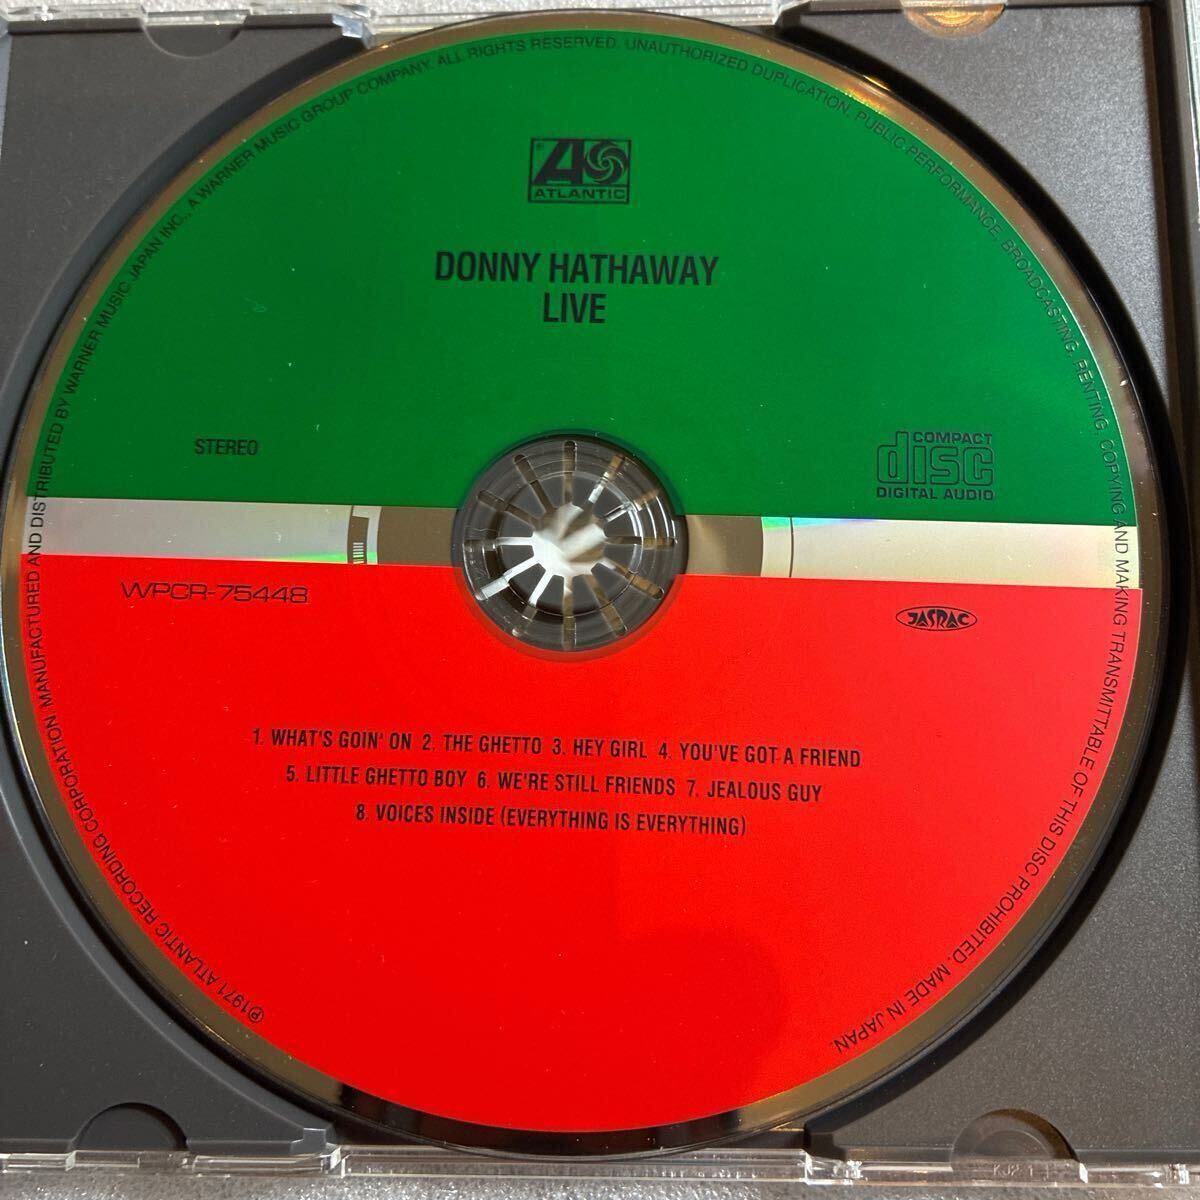 ATLANTIC
DONNY HATHAWAY
LIVE
STEREO
COMPACT
disc
DIGITAL AUDIO
WPCR-75448
JASRAC
1. WHAT'S GOIN' ON 2. THE GHETTO 3. HEY GIRL 4. YOU'VE GOT A FRIEND
5. LITTLE GHETTO BOY 6. WE'RE STILL FRIENDS 7. JEALOUS GUY
8. VOICES INSIDE (EVERYTHING IS EVERYTHING)
℗1971 ATLANTIC RECORDING CORPORATION. MANUFACTURED AND DISTRIBUTED BY WARNER MUSIC JAPAN INC., A WARNER MUSIC GROUP COMPANY. ALL RIGHTS RESERVED. UNAUTHORIZED DUPLICATION, PUBLIC PERFORMANCE, BROADCASTING, RENTING, COPYING AND MAKING TRANSMITTABLE OF THIS DISC PROHIBITED. MADE IN JAPAN.